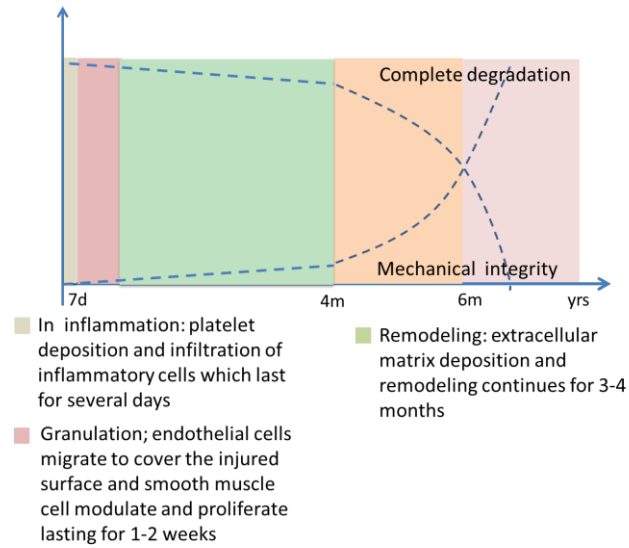 Complete degradation
Mechanical integrity
7d
4m
6m
yrs
In inflammation: platelet
deposition and infiltration of
inflammatory cells which last
for several days
Granulation; endothelial cells
migrate to cover the injured
surface and smooth muscle
cell modulate and proliferate
lasting for 1-2 weeks
Remodeling: extracellular
matrix deposition and
remodeling continues for 3-4
months